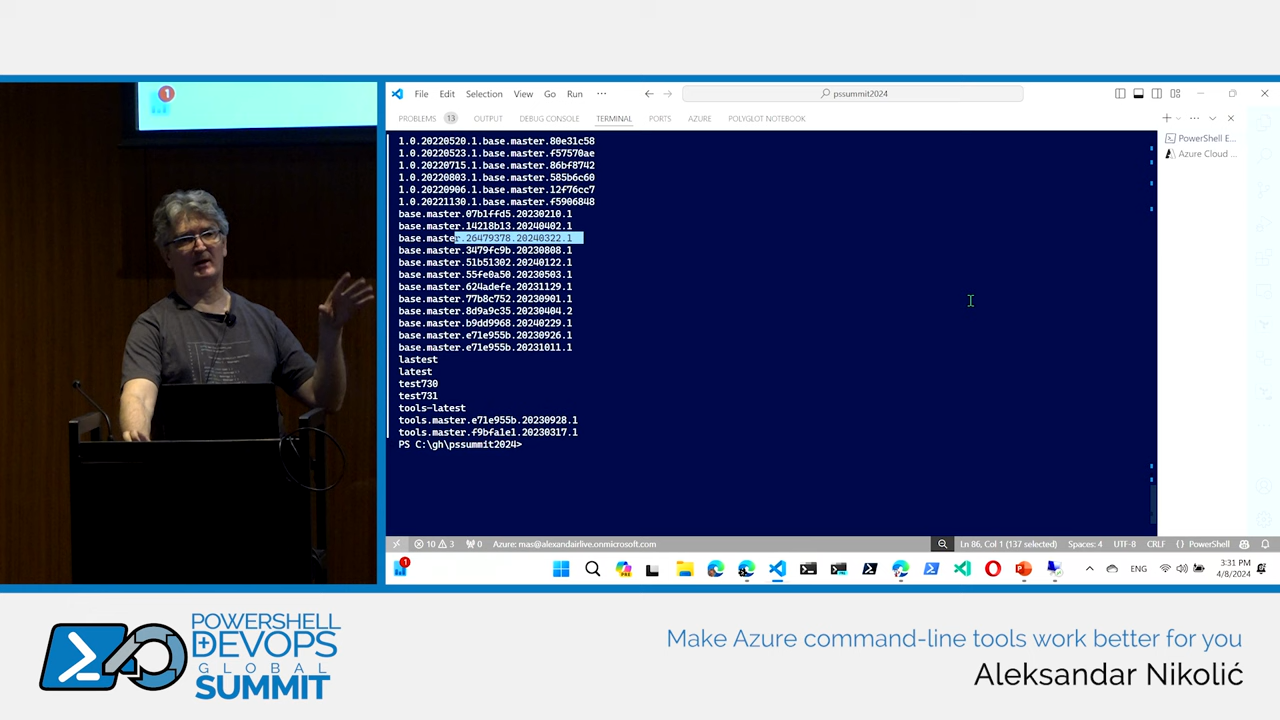 1
File Edit Selection View Go Run ···
pssummit2024
PROBLEMS 13 OUTPUT DEBUG CONSOLE TERMINAL PORTS AZURE POLYGLOT NOTEBOOK
1.0.20220520.1.base.master.80e31c58
1.0.20220523.1.base.master.f57570ae
1.0.20220715.1.base.master.86bf8742
1.0.20220803.1.base.master.585b6c60
1.0.20220906.1.base.master.12f76cc7
1.0.20221130.1.base.master.f5906848
base.master.07b1ffd5.20230210.1
base.master.14218b13.20240402.1
base.master.26479378.20240322.1
base.master.3479fc9b.20230808.1
base.master.51b51302.20240122.1
base.master.55fe0a50.20230503.1
base.master.624adefe.20231129.1
base.master.77b8c752.20230901.1
base.master.8d9a9c35.20230404.2
base.master.b9dd9968.20240229.1
base.master.e71e955b.20230926.1
base.master.e71e955b.20231011.1
lastest
latest
test730
test731
tools-latest
tools.master.e71e955b.20230928.1
tools.master.f9bfa1e1.20230317.1
PS C:\gh\pssummit2024>
PowerShell E...
Azure Cloud ...
10 3 0 Azure: mas@alexandairlive.onmicrosoft.com
Ln 86, Col 1 (137 selected) Spaces: 4 UTF-8 CRLF {} PowerShell
1
ENG
3:31 PM
4/8/2024
POWERSHELL
+ DEVOPS
GLOBAL
SUMMIT
Make Azure command-line tools work better for you
Aleksandar Nikolić